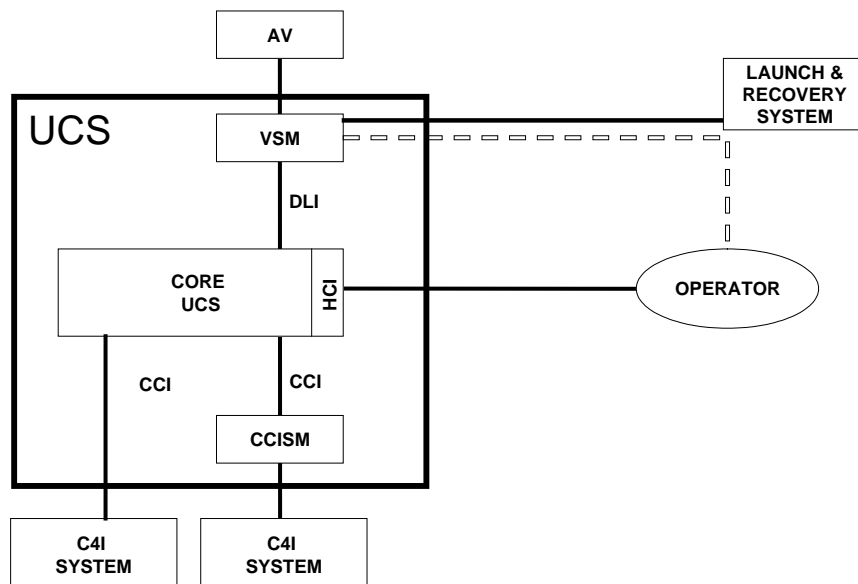 AV
LAUNCH &
RECOVERY
SYSTEM
UCS
VSM
DLI
CORE
UCS
HCI
OPERATOR
CCI
CCI
CCISM
C4I
SYSTEM
C4I
SYSTEM